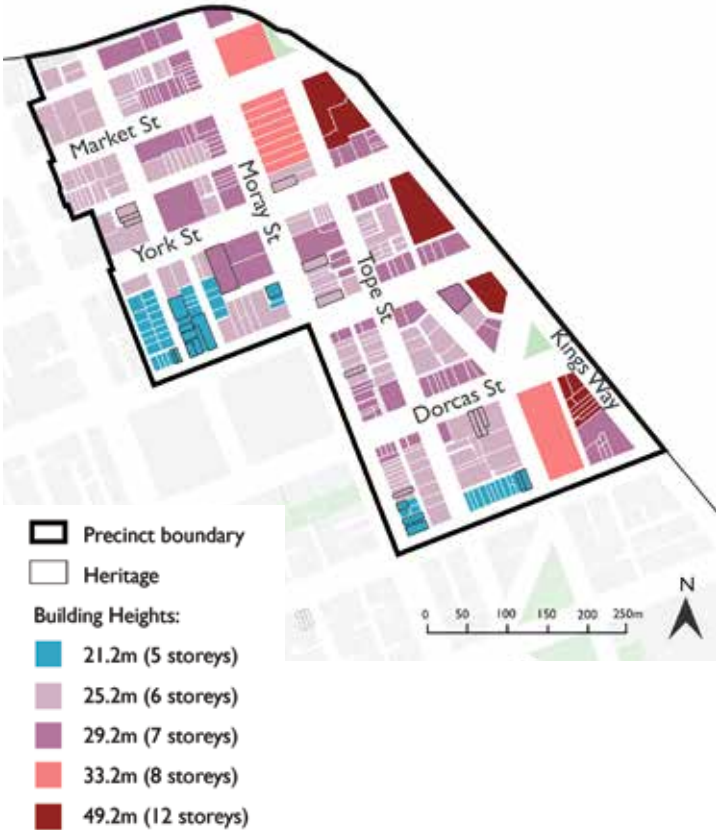 Market St
Moray St
York St
Tope St
Kings Way
Dorcas St
Precinct boundary
Heritage
Building Heights:
21.2m (5 storeys)
25.2m (6 storeys)
29.2m (7 storeys)
33.2m (8 storeys)
49.2m (12 storeys)
N
0 50 100 150 200 250m